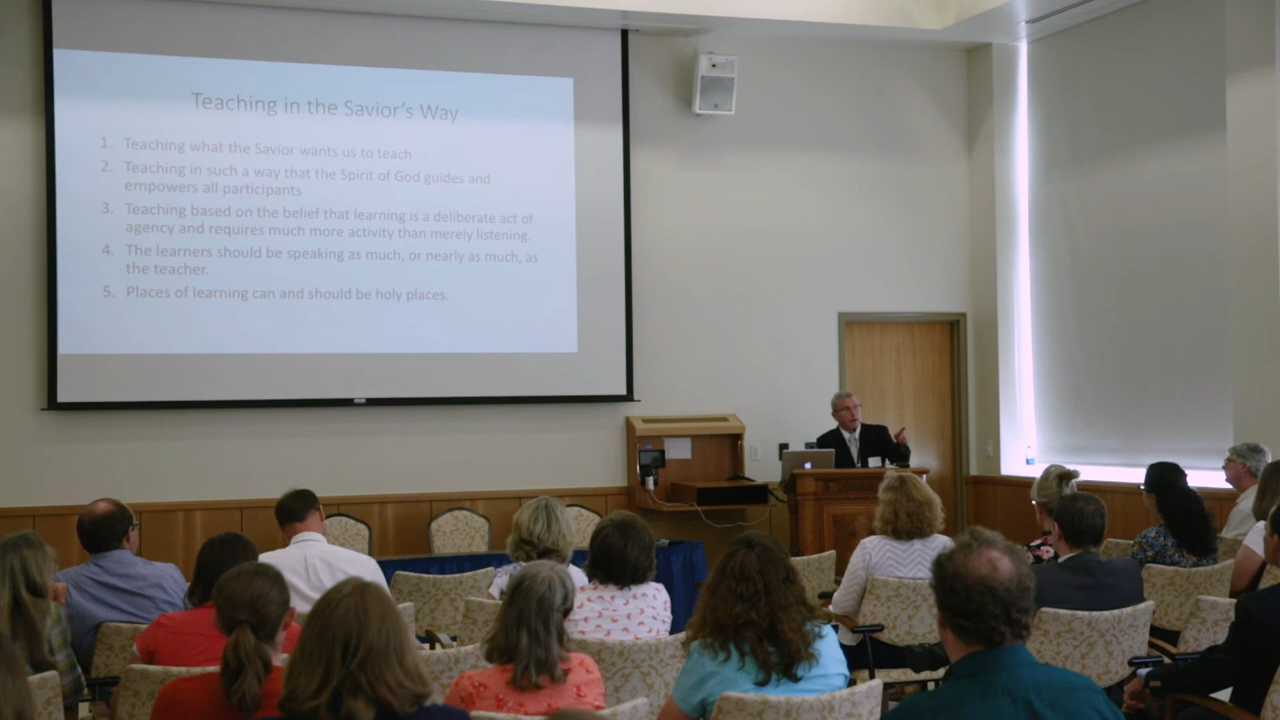 Teaching in the Savior's Way
1. Teaching what the Savior wants us to teach
2. Teaching in such a way that the Spirit of God guides and
empowers all participants
3. Teaching based on the belief that learning is a deliberate act of
agency and requires much more activity than merely listening.
4. The learners should be speaking as much, or nearly as much, as
the teacher.
5. Places of learning can and should be holy places.